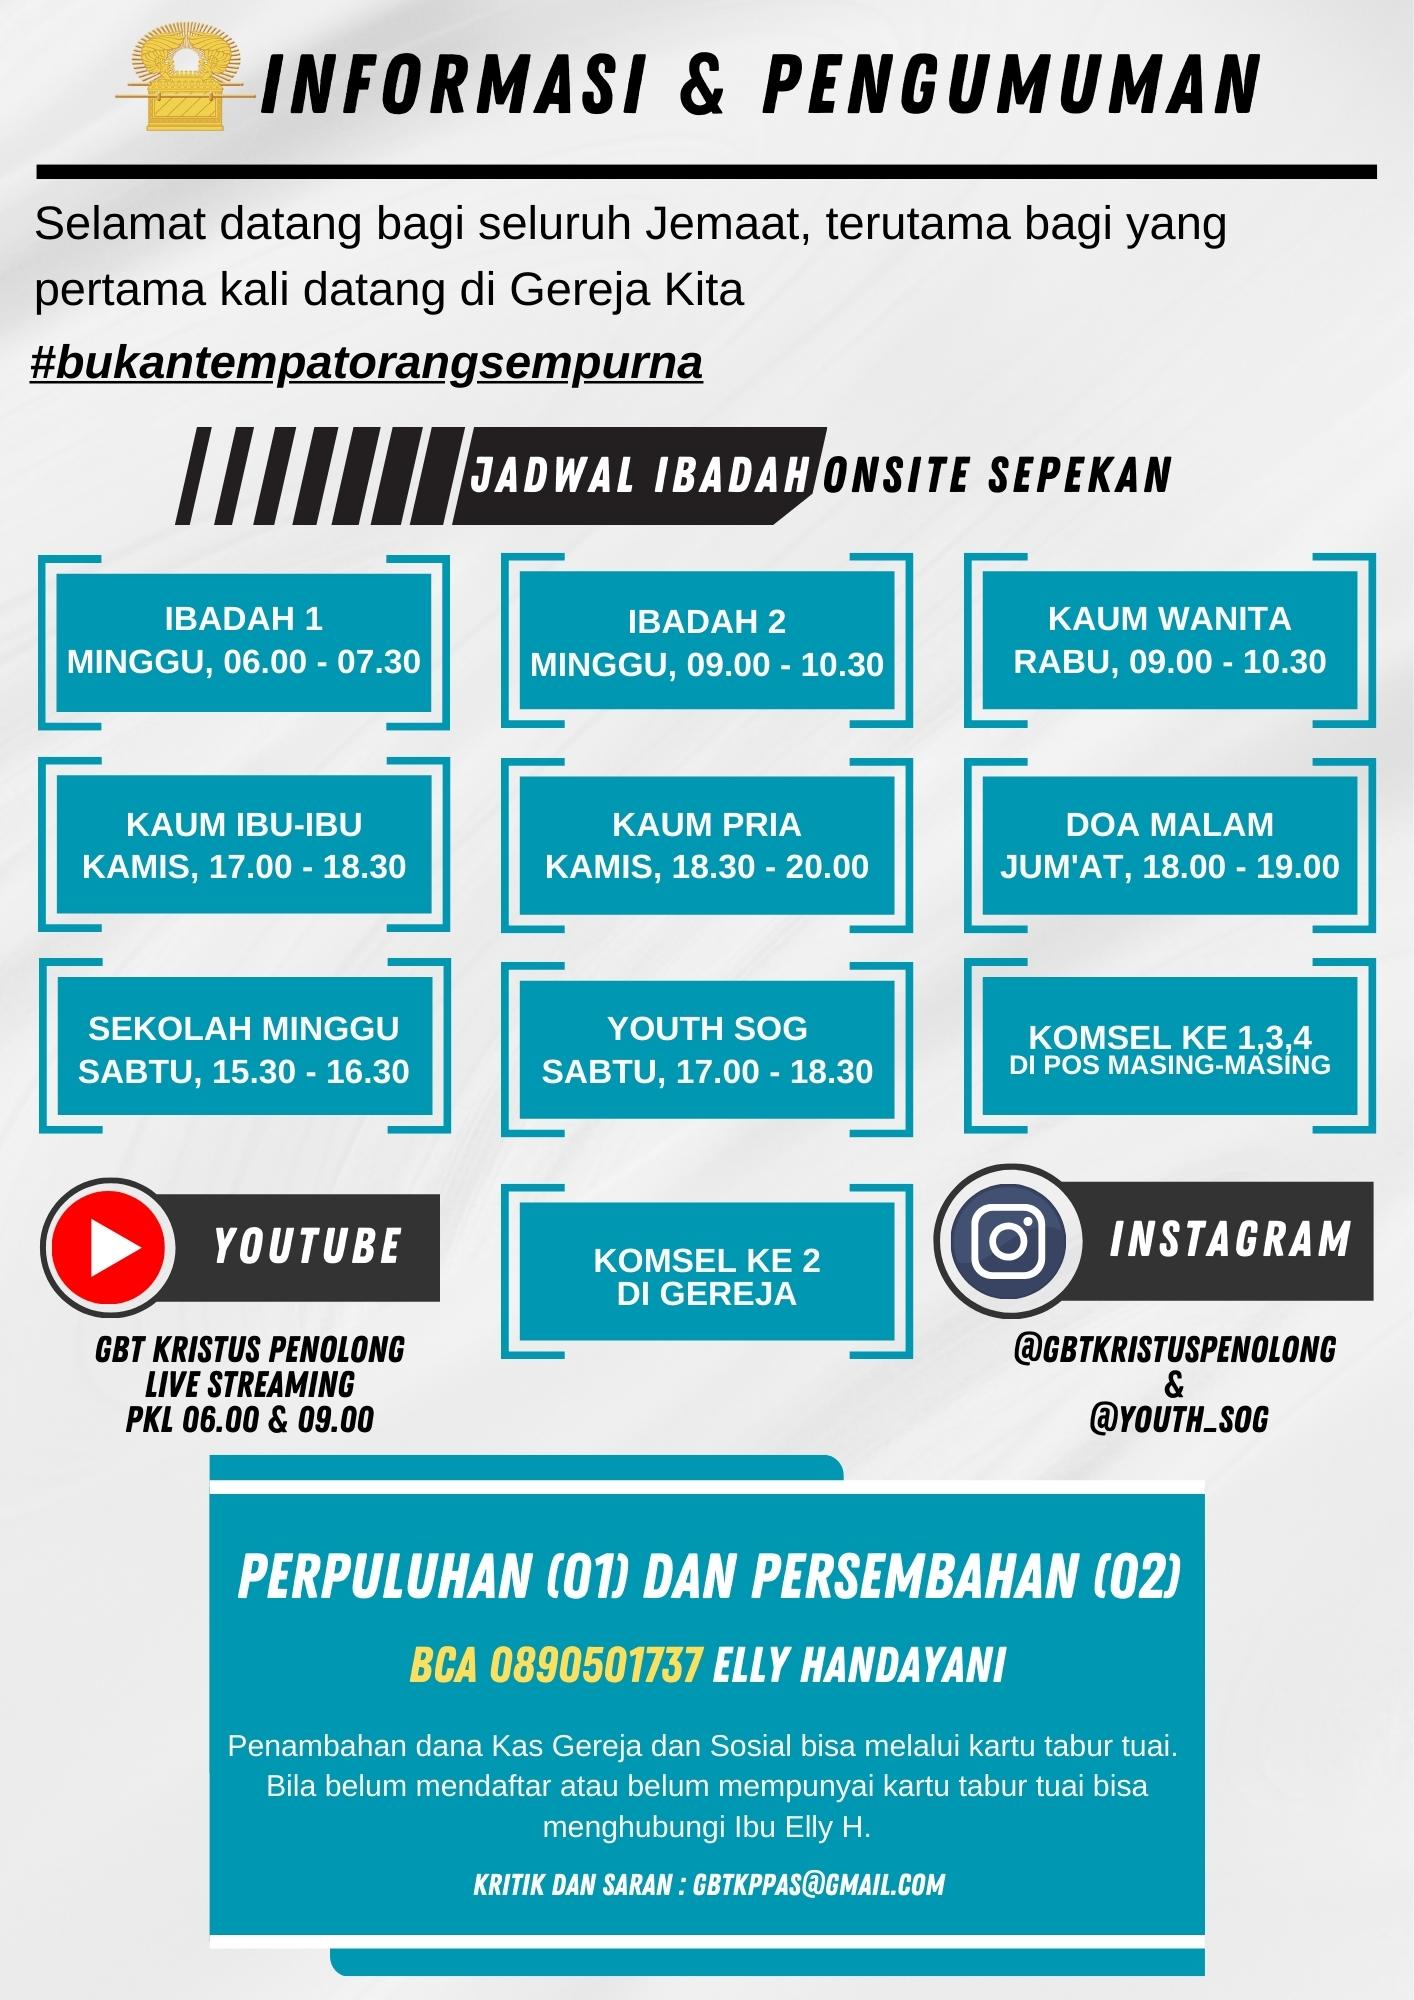 INFORMASI & PENGUMUMAN
Selamat datang bagi seluruh Jemaat, terutama bagi yang
pertama kali datang di Gereja Kita
#bukantempatorangsempurna
JADWAL IBADAH ONSITE SEPEKAN
IBADAH 1
MINGGU, 06.00 - 07.30
IBADAH 2
MINGGU, 09.00 - 10.30
KAUM WANITA
RABU, 09.00 - 10.30
KAUM IBU-IBU
KAMIS, 17.00 - 18.30
KAUM PRIA
KAMIS, 18.30 - 20.00
DOA MALAM
JUM'AT, 18.00 - 19.00
SEKOLAH MINGGU
SABTU, 15.30 - 16.30
YOUTH SOG
SABTU, 17.00 - 18.30
KOMSEL KE 1,3,4
DI POS MASING-MASING
YOUTUBE
GBT KRISTUS PENOLONG
LIVE STREAMING
PKL 06.00 & 09.00
KOMSEL KE 2
DI GEREJA
INSTAGRAM
@GBTKRISTUSPENOLONG
&
@YOUTH_SOG
PERPULUHAN (01) DAN PERSEMBAHAN (02)
BCA 0890501737 ELLY HANDAYANI
Penambahan dana Kas Gereja dan Sosial bisa melalui kartu tabur tuai.
Bila belum mendaftar atau belum mempunyai kartu tabur tuai bisa
menghubungi Ibu Elly H.
KRITIK DAN SARAN : GBTKPPAS@GMAIL.COM